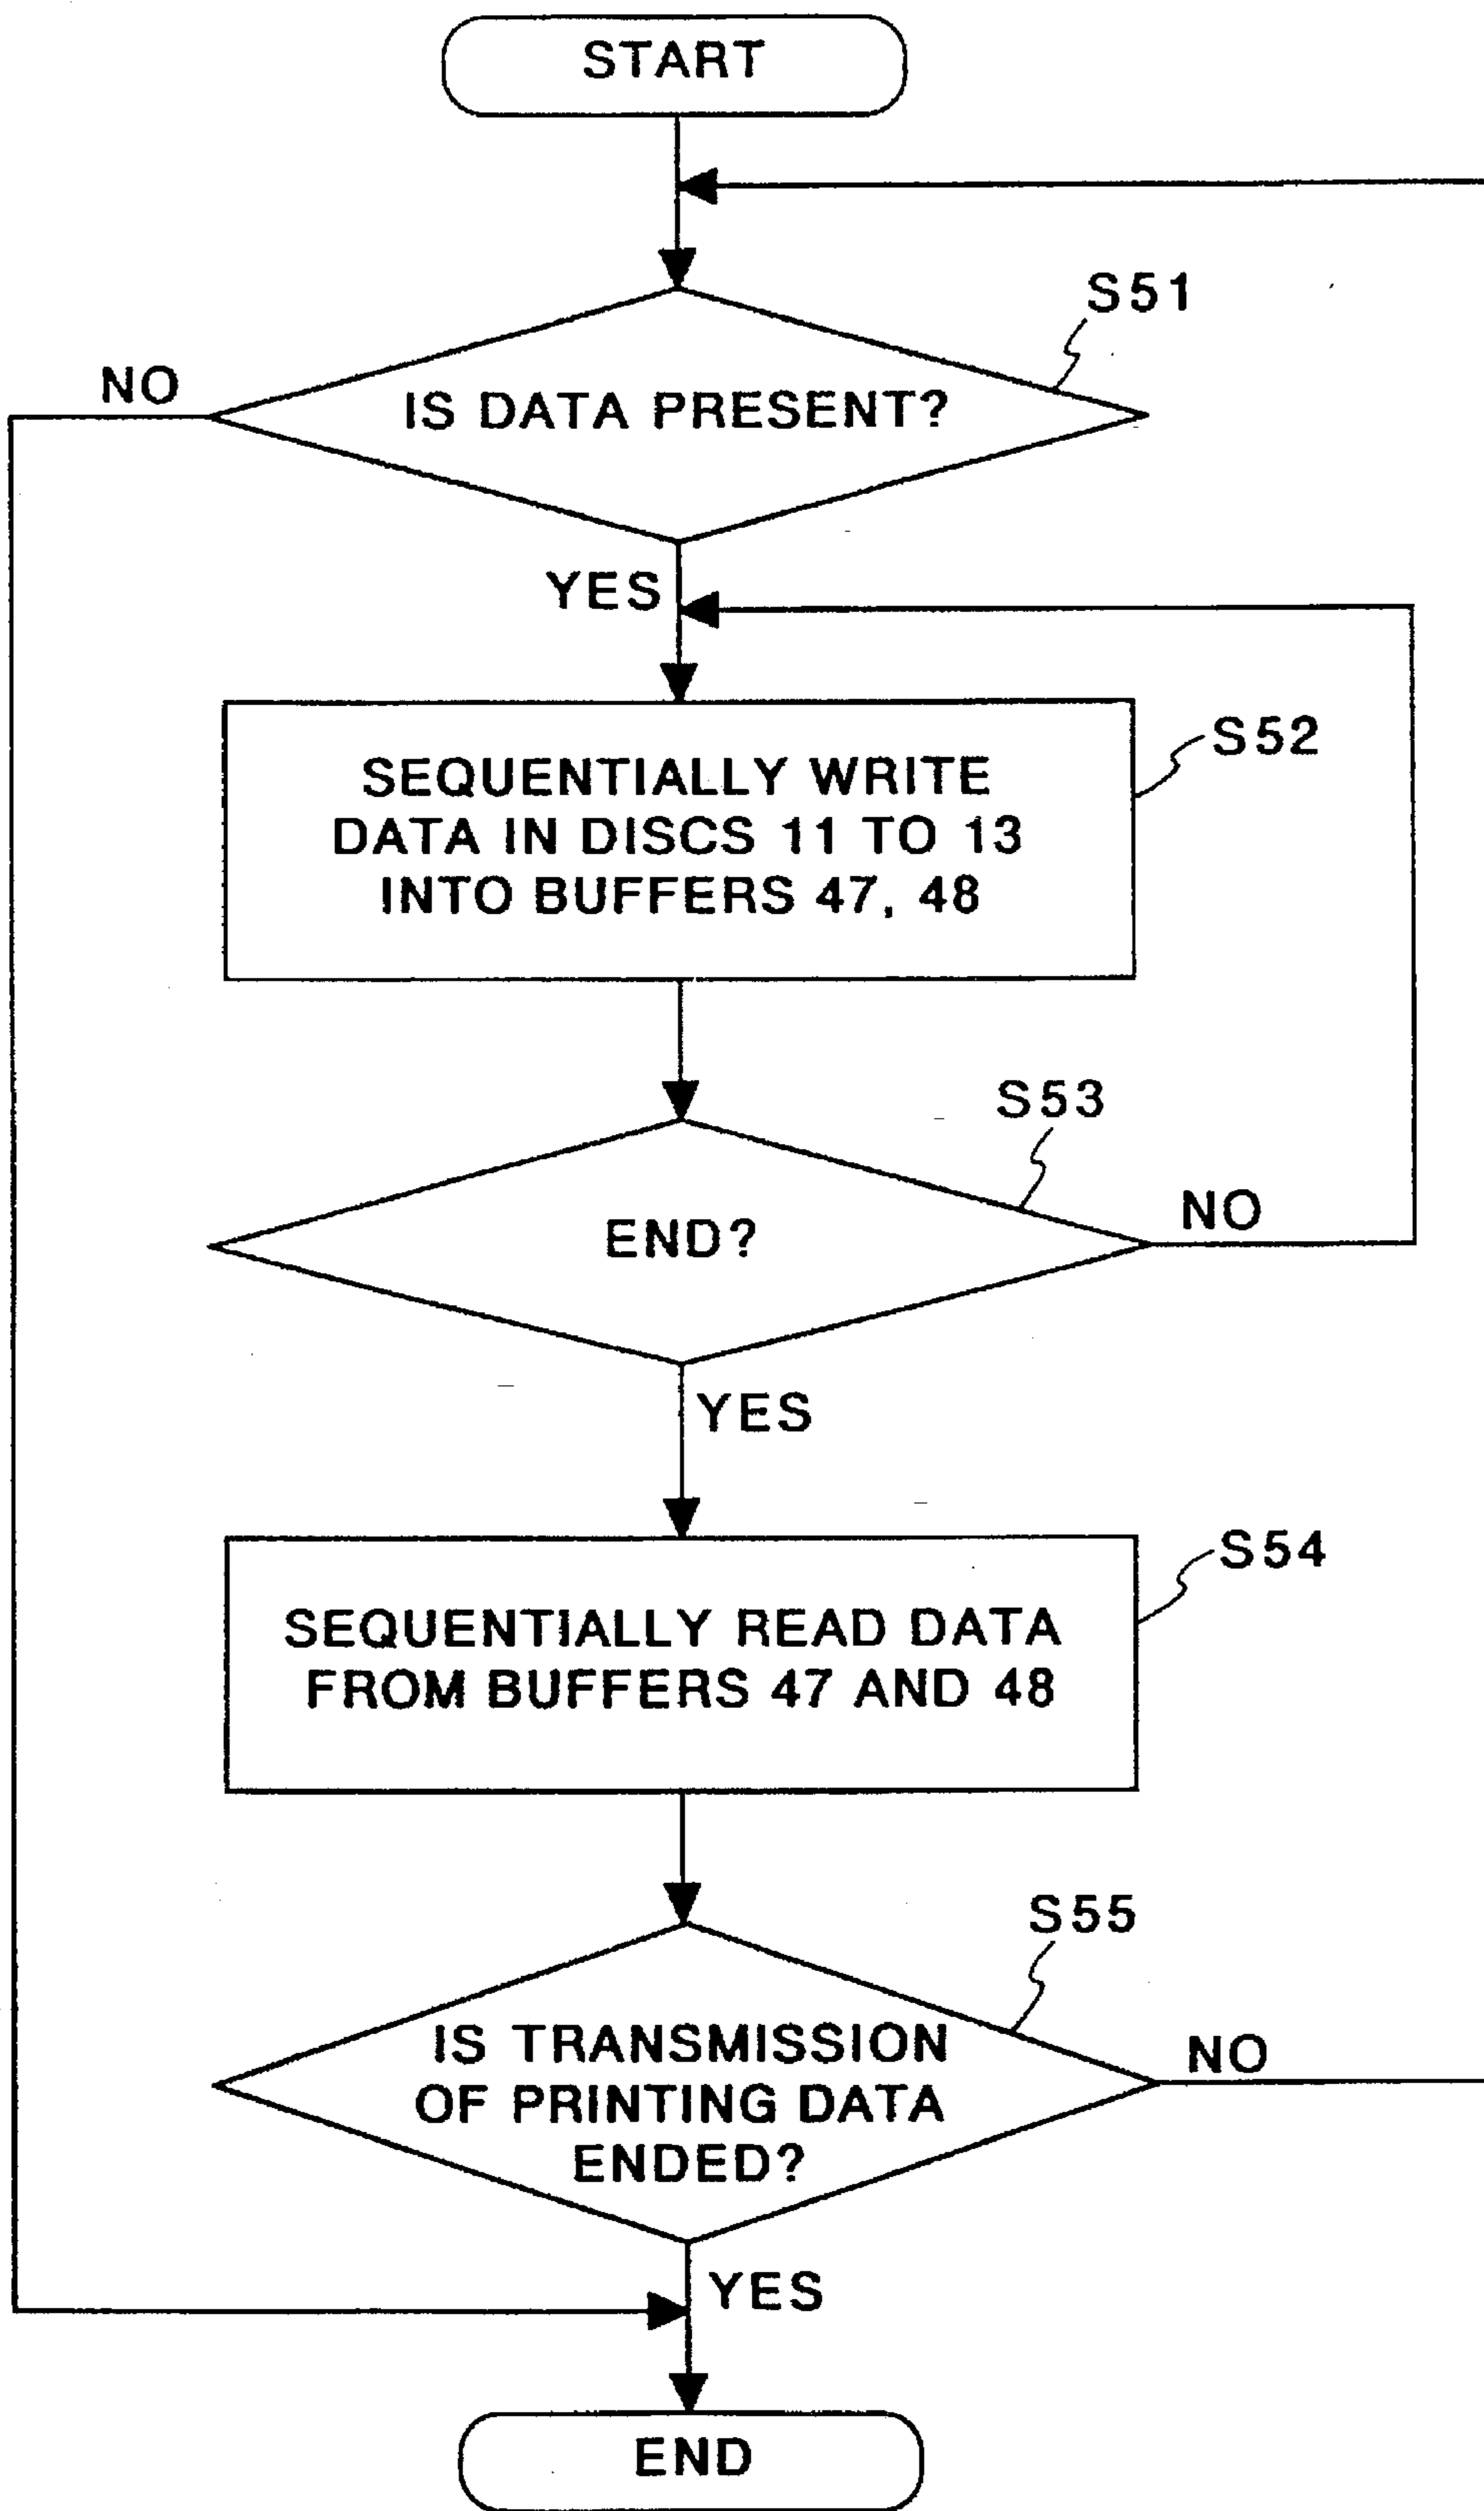 START
S51
NO
IS DATA PRESENT?
YES
S52
SEQUENTIALLY WRITE
DATA IN DISCS 11 TO 13
INTO BUFFERS 47, 48
S53
NO
END?
YES
S54
SEQUENTIALLY READ DATA
FROM BUFFERS 47 AND 48
S55
IS TRANSMISSION
NO
OF PRINTING DATA
ENDED?
YES
END